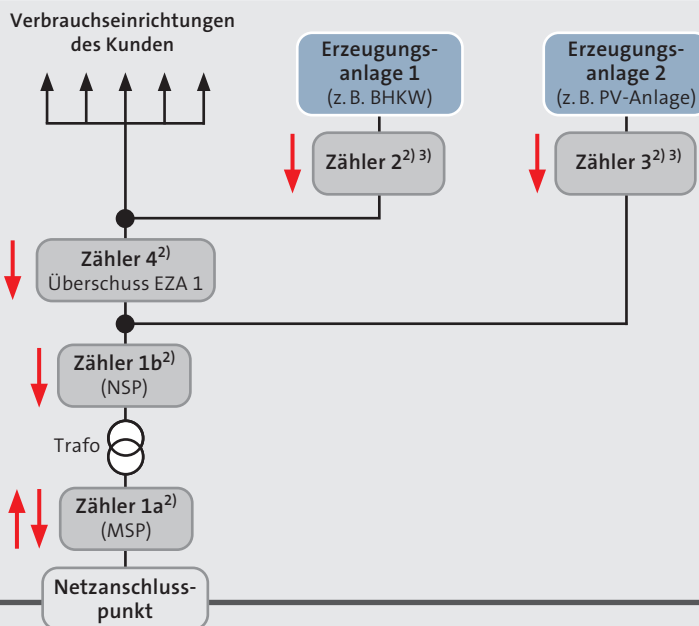 Verbrauchseinrichtungen
des Kunden
Erzeugungs-
anlage 1
(z. B. BHKW)
Erzeugungs-
anlage 2
(z. B. PV-Anlage)
Zähler 2²⁾ ³⁾
Zähler 3²⁾ ³⁾
Zähler 4²⁾
Überschuss EZA 1
Zähler 1b²⁾
(NSP)
Trafo
Zähler 1a²⁾
(MSP)
Netzanschluss-
punkt